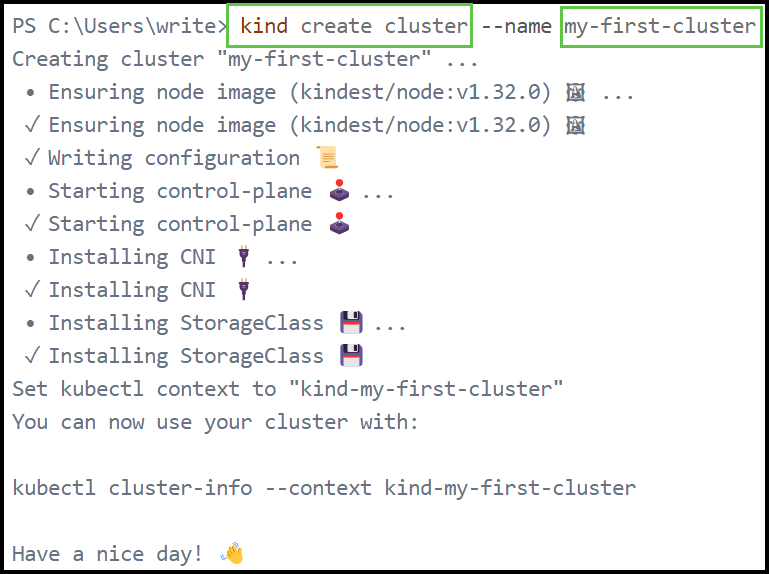 PS C:\Users\write> kind create cluster --name my-first-cluster
Creating cluster "my-first-cluster" ...
• Ensuring node image (kindest/node:v1.32.0) 🖼 ...
✓ Ensuring node image (kindest/node:v1.32.0) 🖼
✓ Writing configuration 📜
• Starting control-plane 🕹️ ...
✓ Starting control-plane 🕹️
• Installing CNI 🔌 ...
✓ Installing CNI 🔌
• Installing StorageClass 💾 ...
✓ Installing StorageClass 💾
Set kubectl context to "kind-my-first-cluster"
You can now use your cluster with:
kubectl cluster-info --context kind-my-first-cluster
Have a nice day! 👋